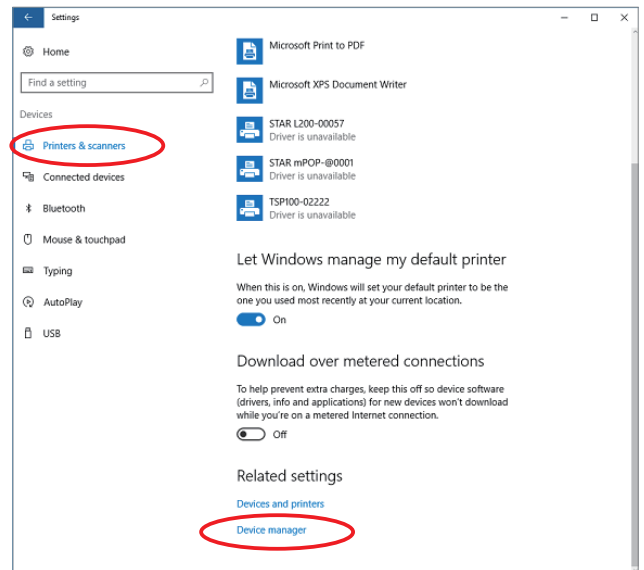 Settings
Home
Find a setting
Devices
Printers & scanners
Connected devices
Bluetooth
Mouse & touchpad
Typing
AutoPlay
USB
Microsoft Print to PDF
Microsoft XPS Document Writer
STAR L200-00057
Driver is unavailable
STAR mPOP-@0001
Driver is unavailable
TSP100-02222
Driver is unavailable
Let Windows manage my default printer
When this is on, Windows will set your default printer to be the
one you used most recently at your current location.
On
Download over metered connections
To help prevent extra charges, keep this off so device software
(drivers, info and applications) for new devices won't download
while you're on a metered Internet connection.
Off
Related settings
Devices and printers
Device manager